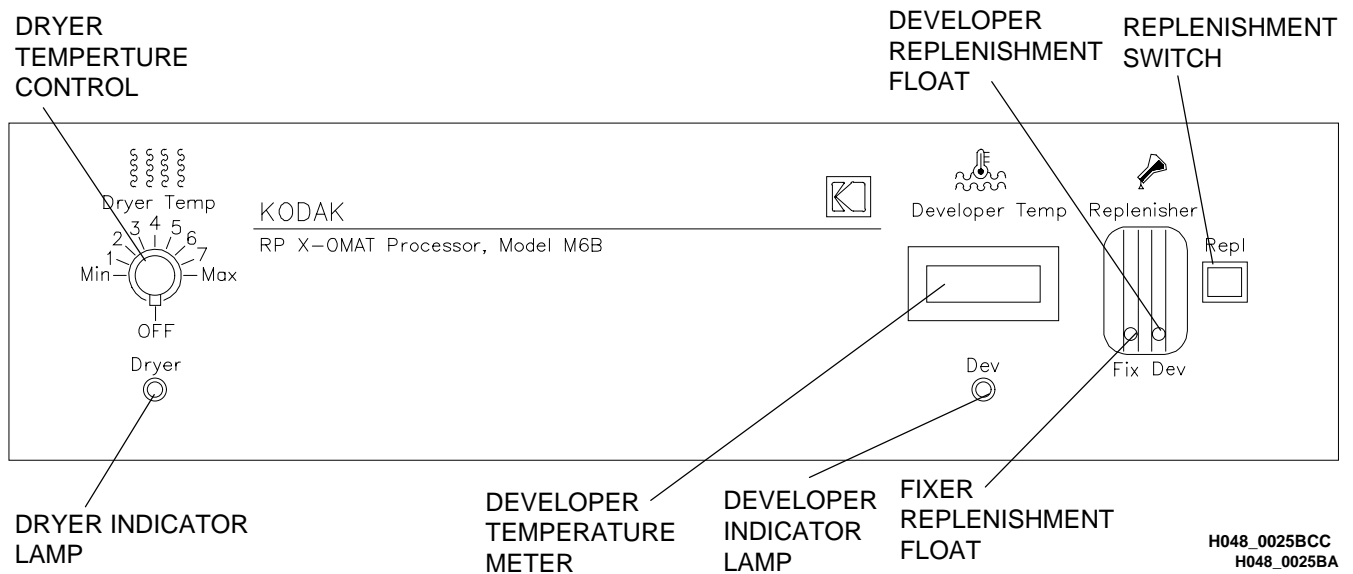 DRYER
TEMPERTURE
CONTROL
DEVELOPER
REPLENISHMENT
FLOAT
REPLENISHMENT
SWITCH
Dryer Temp
Min
1
2
3
4
5
6
7
Max
OFF
Dryer
KODAK
RP X-OMAT Processor, Model M6B
Developer Temp
Dev
Replenisher
Fix Dev
Repl
DRYER INDICATOR
LAMP
DEVELOPER
TEMPERATURE
METER
DEVELOPER
INDICATOR
LAMP
FIXER
REPLENISHMENT
FLOAT
H048_0025BCC
H048_0025BA